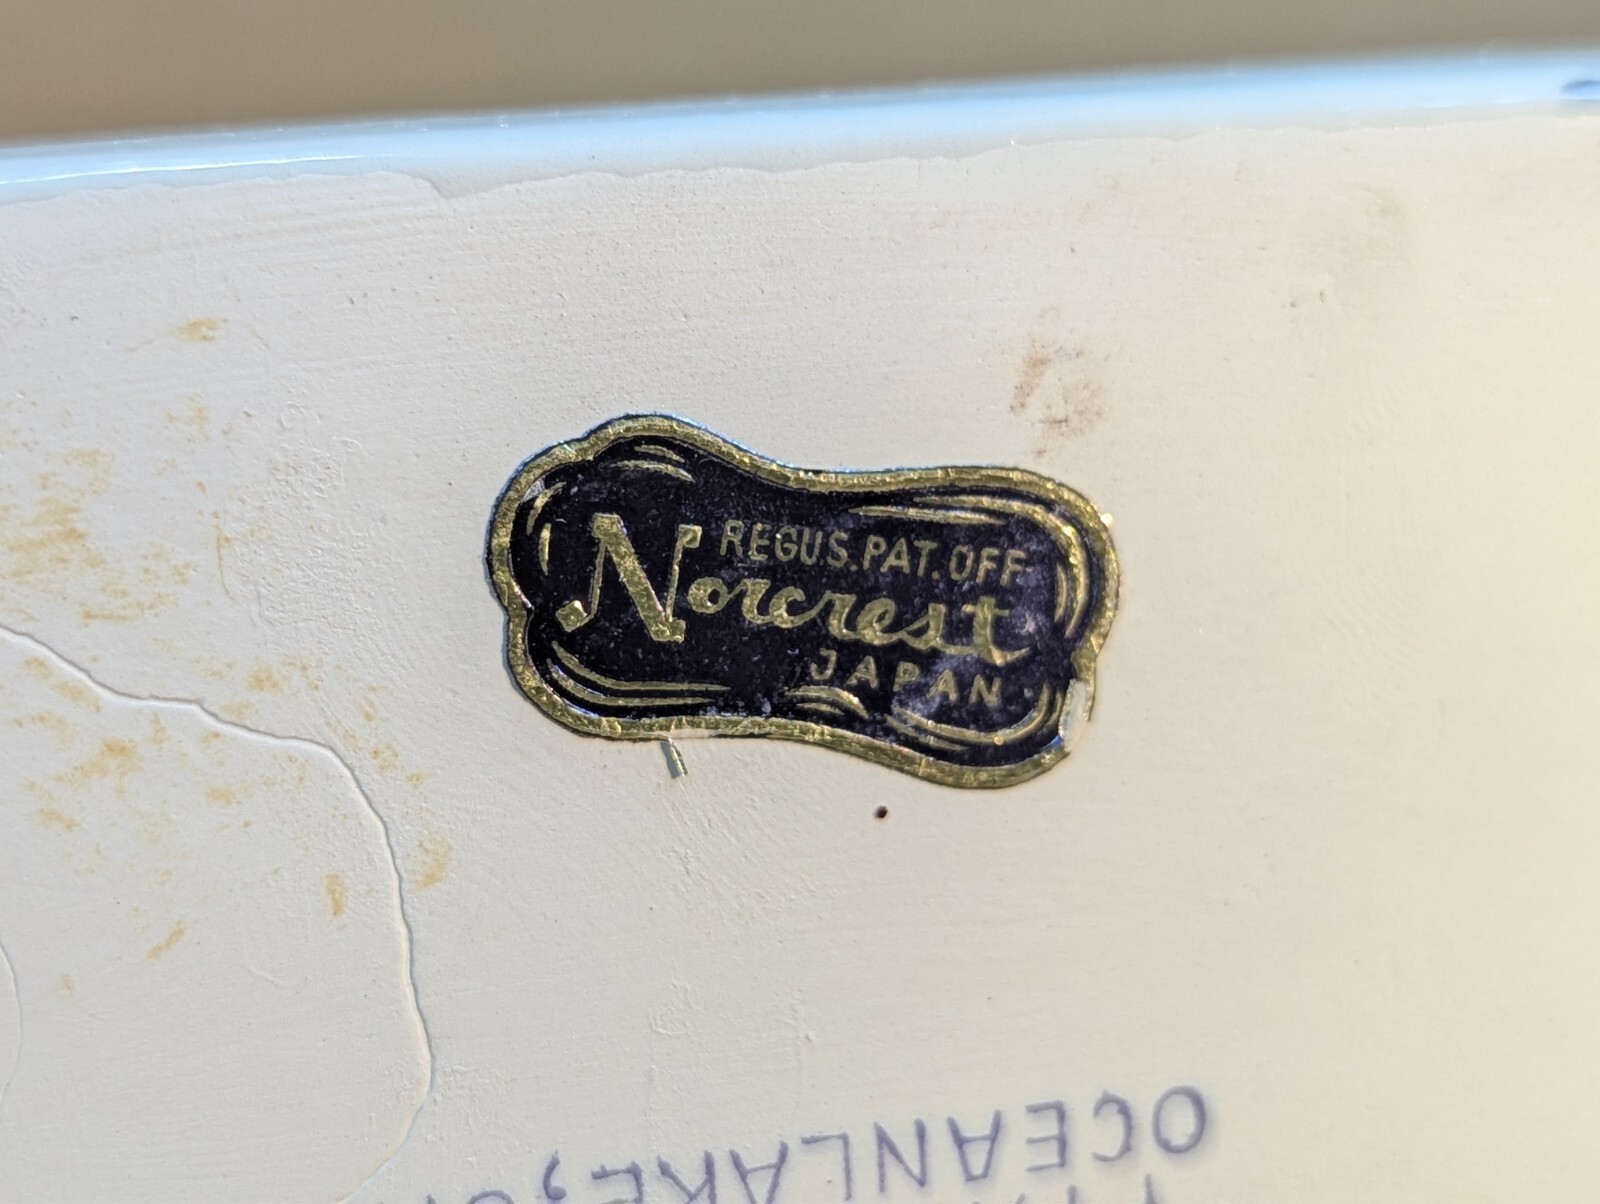 REG U.S. PAT. OFF
Norcrest
JAPAN
OCEANLAKE,